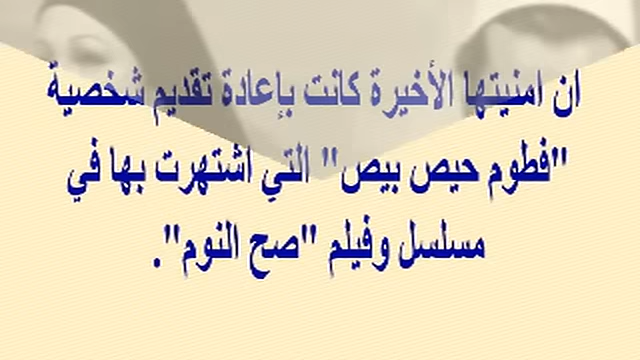 ان امنيتها الأخيرة كانت بإعادة تقديم شخصية
"فطوم حيص بيص" التي اشتهرت بها في
مسلسل وفيلم "صح النوم".